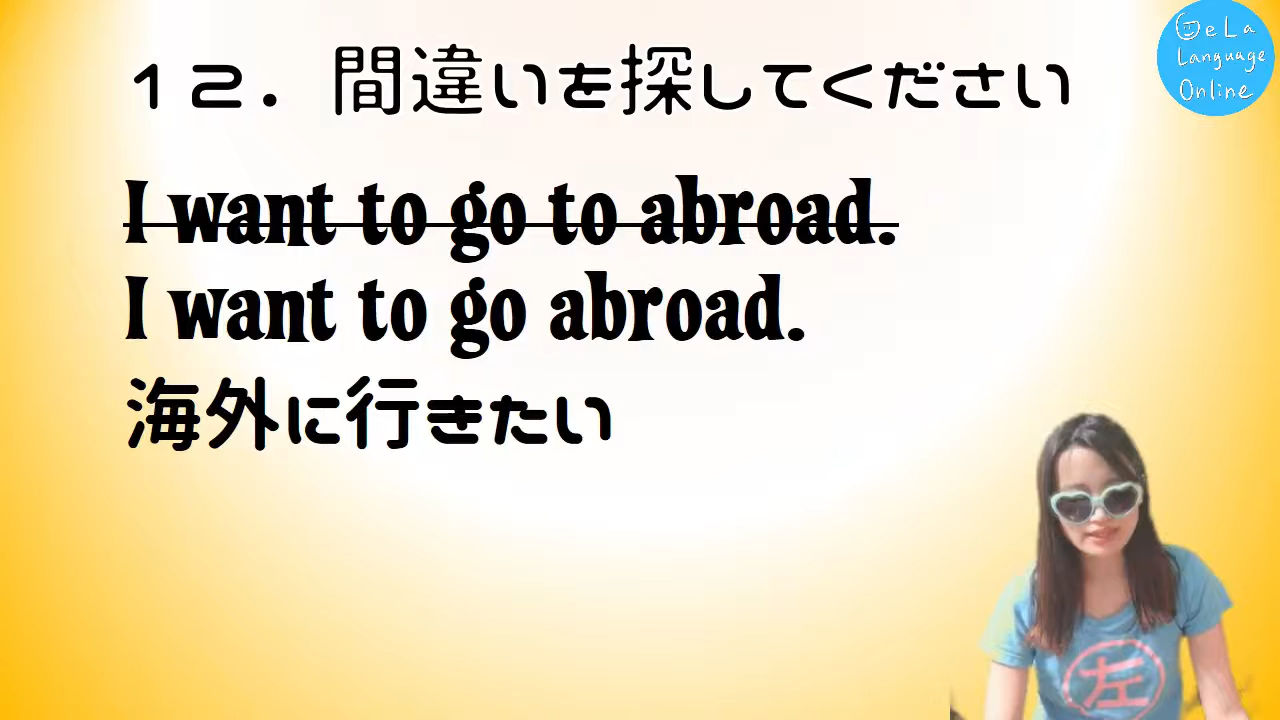 12. 間違いを探してください
I want to go to abroad.
I want to go abroad.
海外に行きたい
GeLa
Language
Online
左